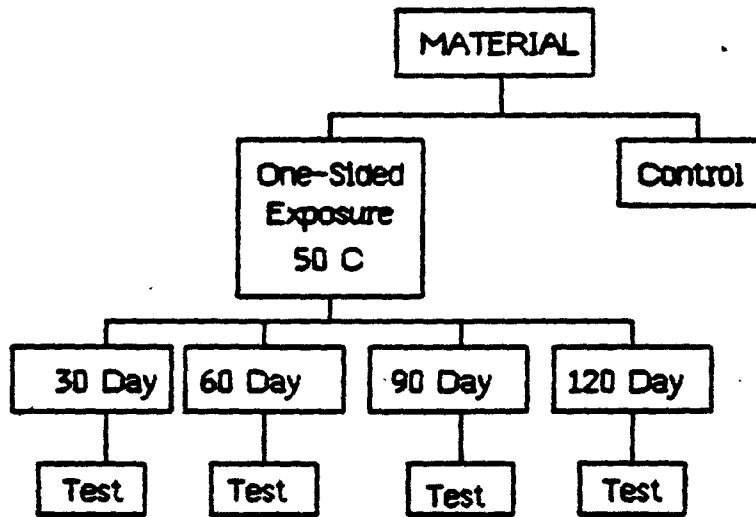 MATERIAL
One-Sided
Exposure
50 C
Control
30 Day
60 Day
90 Day
120 Day
Test
Test
Test
Test